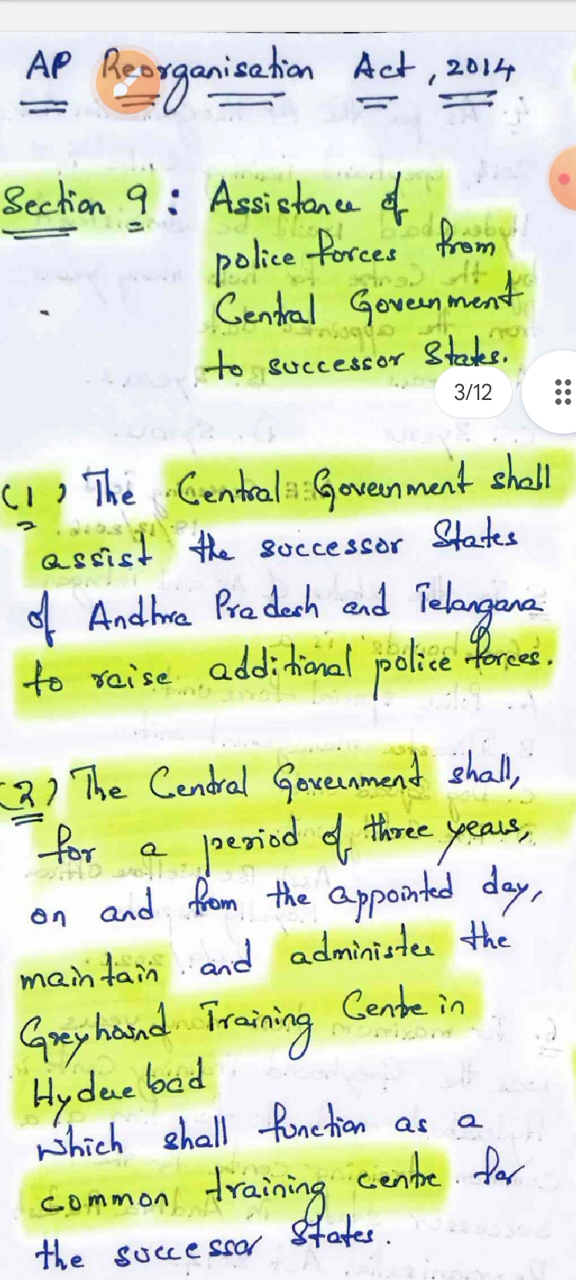 AP Reorganisation Act, 2014
Section 9: Assistance of
police forces from
Central Government
to successor States.
3/12
(1) The Central Government shall
assist the successor States
of Andhra Pradesh and Telangana
to raise additional police forces.
(2) The Central Government shall,
for a period of three years,
on and from the appointed day,
maintain and administer the
Greyhound Training Centre in
Hyderabad
which shall function as a
common training centre for
the successor States.